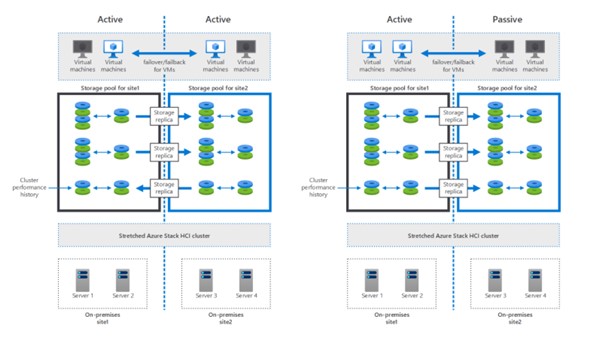 Active
Active
Virtual
machines
Virtual
machines
failover/failback
for VMs
Virtual
machines
Virtual
machines
Storage pool for site1
Storage pool for site2
Storage
replica
Storage
replica
Cluster
performance
history
Storage
replica
Stretched Azure Stack HCI cluster
Server 1
Server 2
Server 3
Server 4
On-premises
site1
On-premises
site2
Active
Passive
Virtual
machines
Virtual
machines
failover/failback
for VMs
Virtual
machines
Virtual
machines
Storage pool for site1
Storage pool for site2
Storage
replica
Storage
replica
Cluster
performance
history
Storage
replica
Stretched Azure Stack HCI cluster
Server 1
Server 2
Server 3
Server 4
On-premises
site1
On-premises
site2